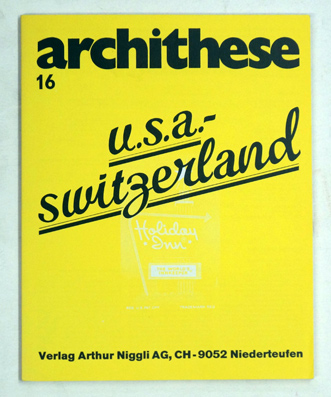 archithese
16
u.s.a.-
switzerland
Holiday
Inn
Verlag Arthur Niggli AG, CH-9052 Niederteufen